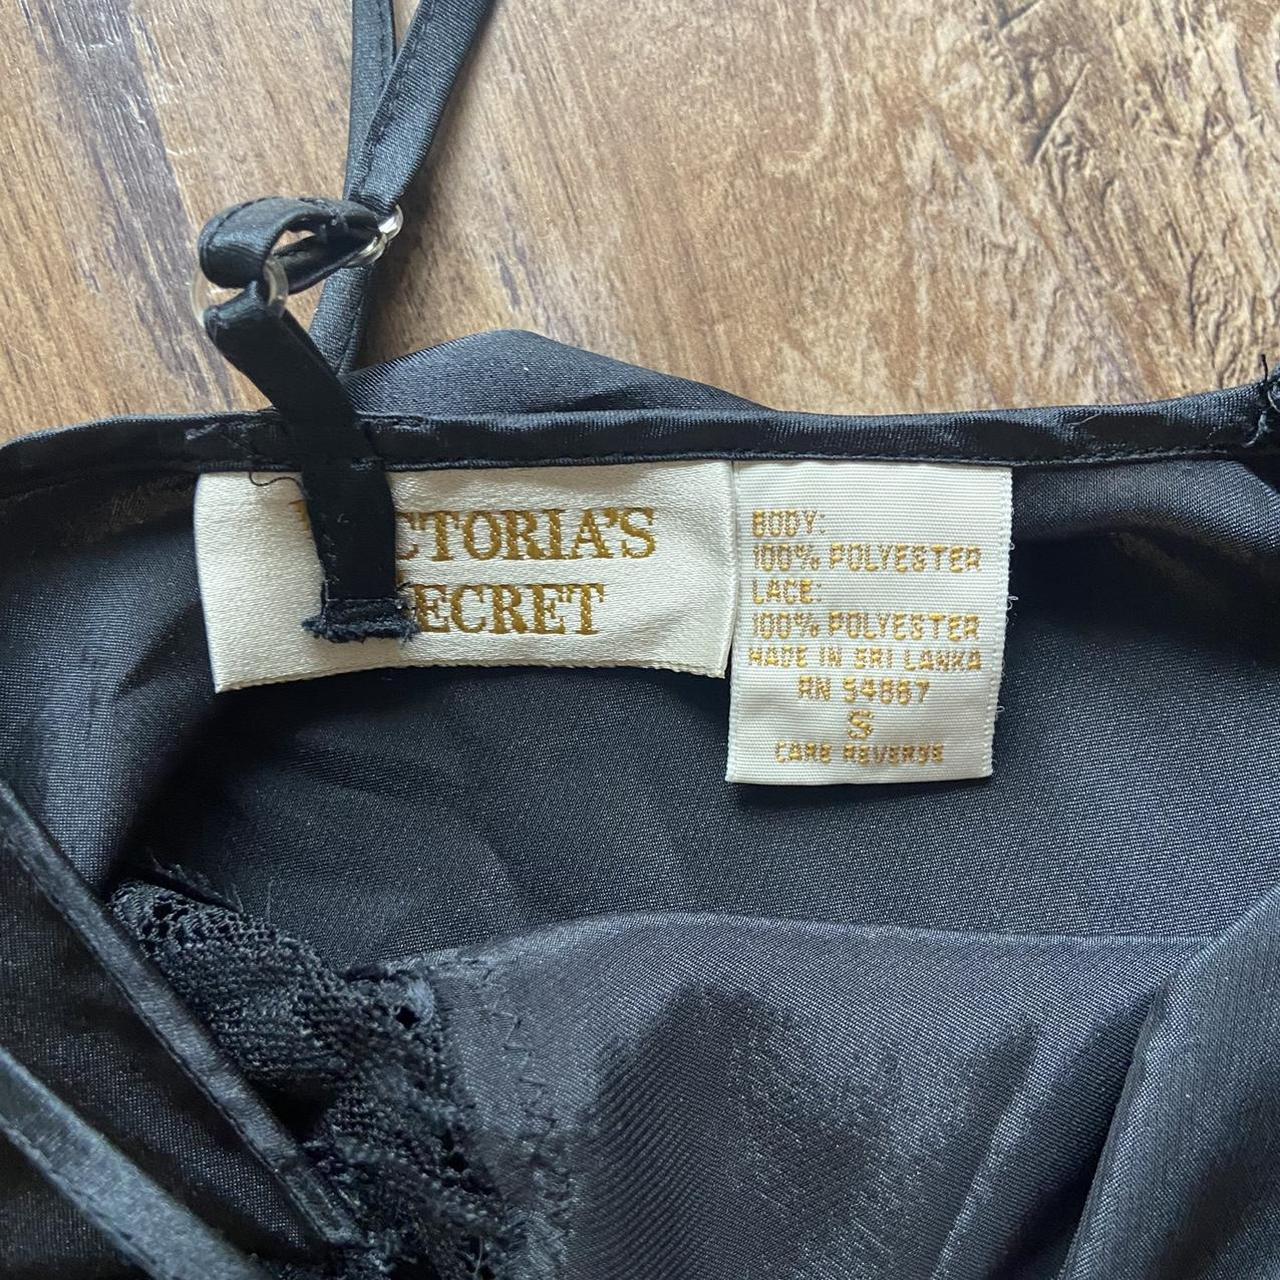 VICTORIA'S
SECRET
BODY:
100% POLYESTER
LACE:
100% POLYESTER
MADE IN SRI LANKA
RN 54867
S
CARE REVERSE